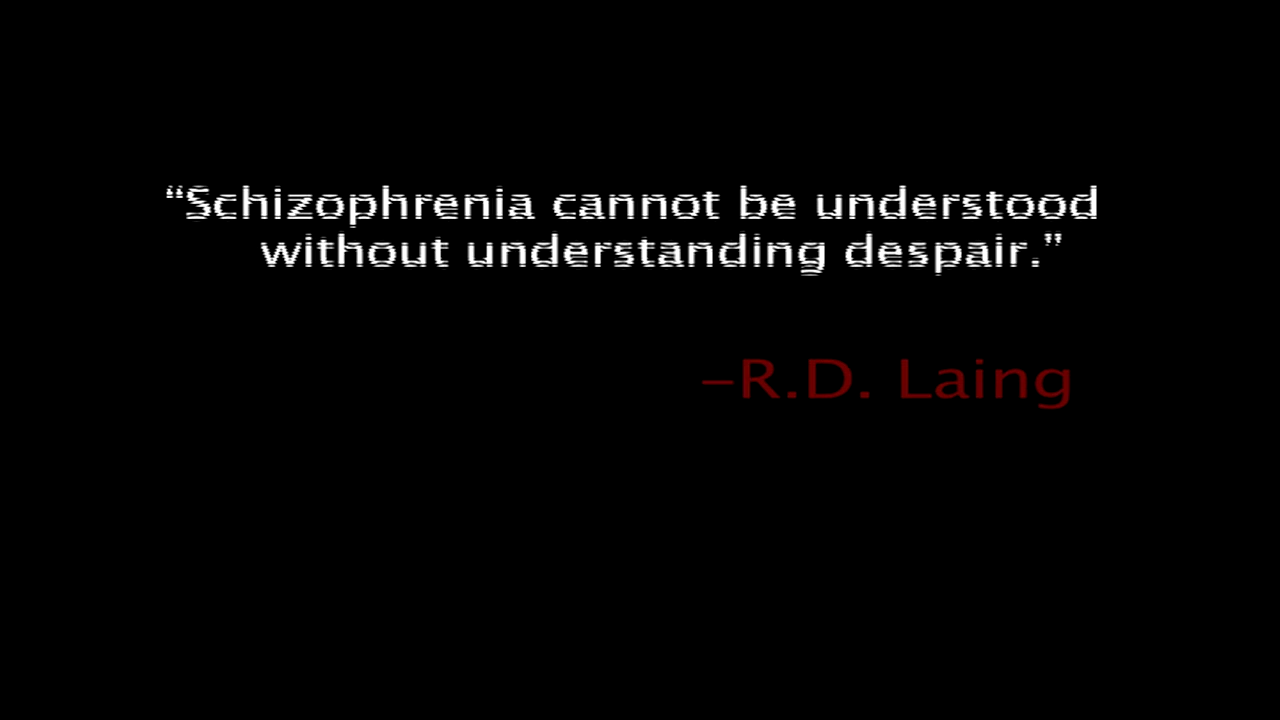 “Schizophrenia cannot be understood
without understanding despair.”
–R.D. Laing